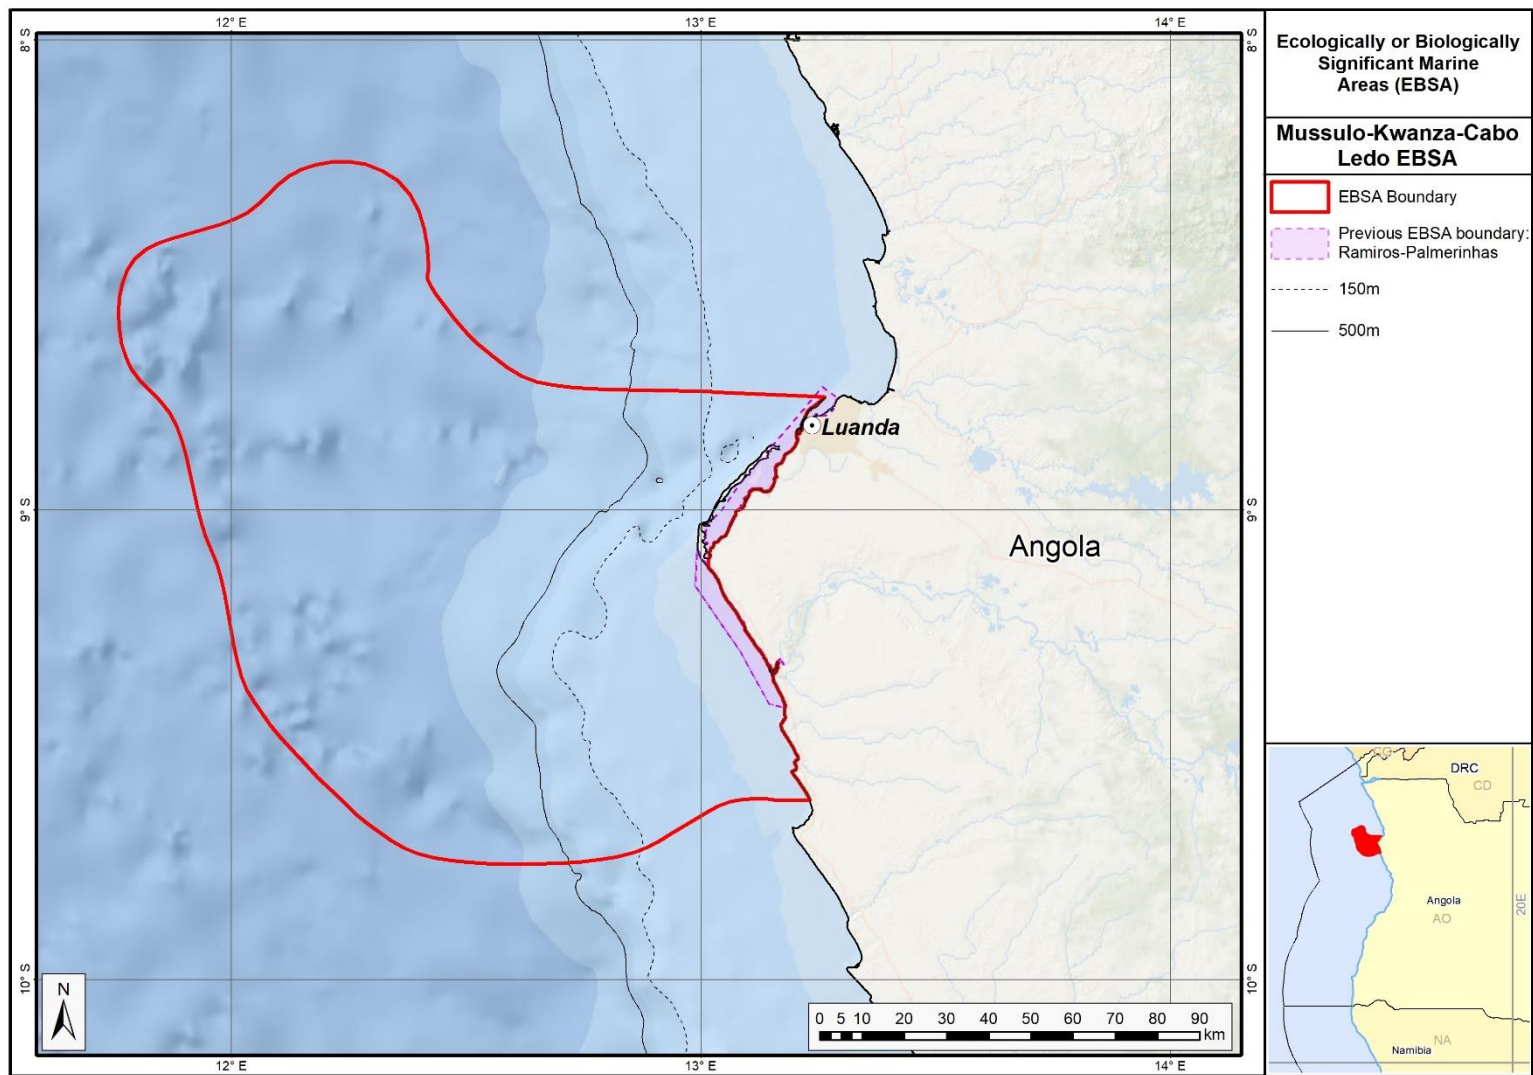 12° E
13° E
14° E
8° S
8° S
9° S
9° S
10° S
10° S
12° E
13° E
14° E
Luanda
Angola
N
0 5 10 20 30 40 50 60 70 80 90
km
Ecologically or Biologically
Significant Marine
Areas (EBSA)
Mussulo-Kwanza-Cabo
Ledo EBSA
EBSA Boundary
Previous EBSA boundary:
Ramiros-Palmerinhas
150m
500m
CG
DRC
CD
Angola
AO
20E
NA
Namibia